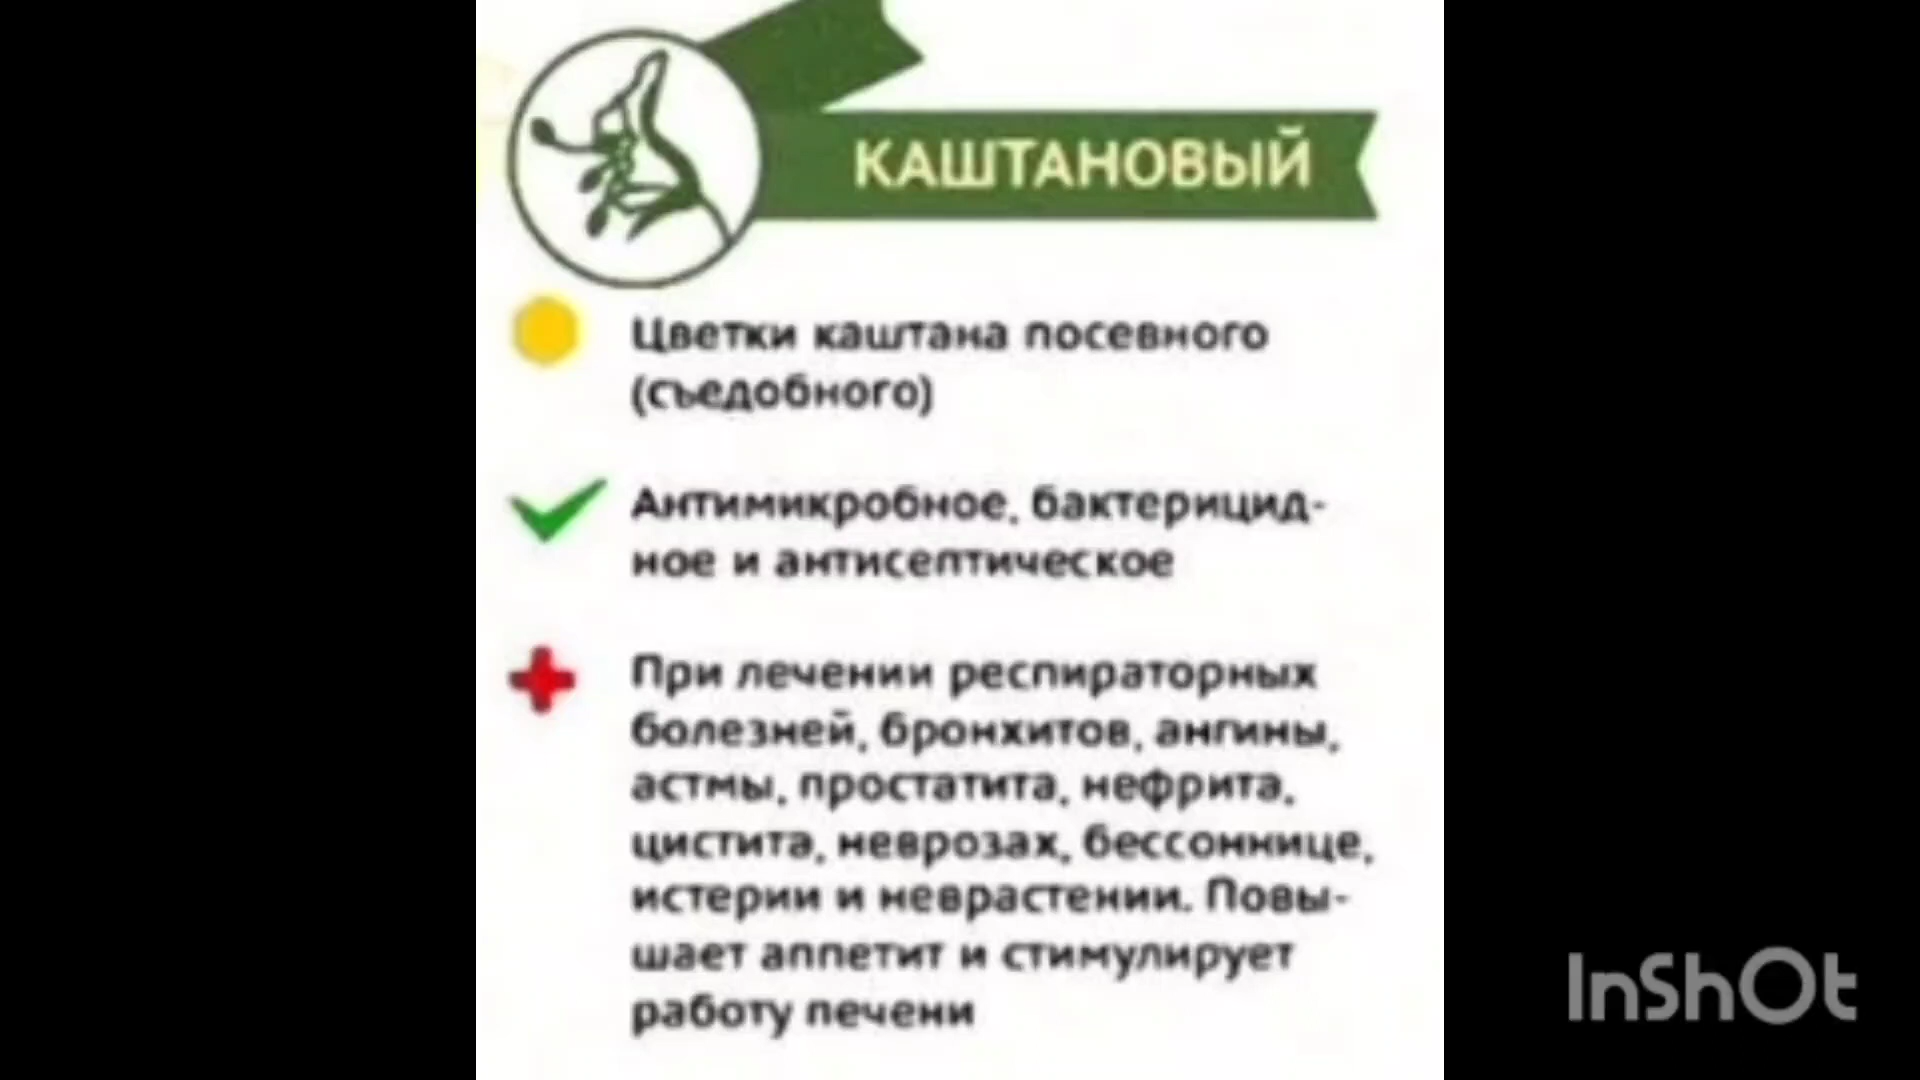 КАШТАНОВЫЙ
Цветки каштана посевного
(съедобного)
Антимикробное, бактерицид-
ное и антисептическое
При лечении респираторных
болезней, бронхитов, ангины,
астмы, простатита, нефрита,
цистита, неврозах, бессоннице,
истерии и неврастении. Повы-
шает аппетит и стимулирует
работу печени
InShOt